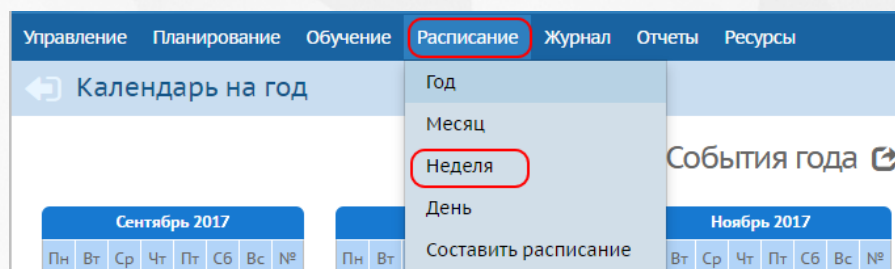 Управление Планирование Обучение Расписание Журнал Отчеты Ресурсы
Календарь на год
Год
Месяц
Неделя
День
Составить расписание
События года
Сентябрь 2017
Ноябрь 2017
Пн Вт Ср Чт Пт Сб Вс №
Пн Вт
Вт Ср Чт Пт Сб Вс №